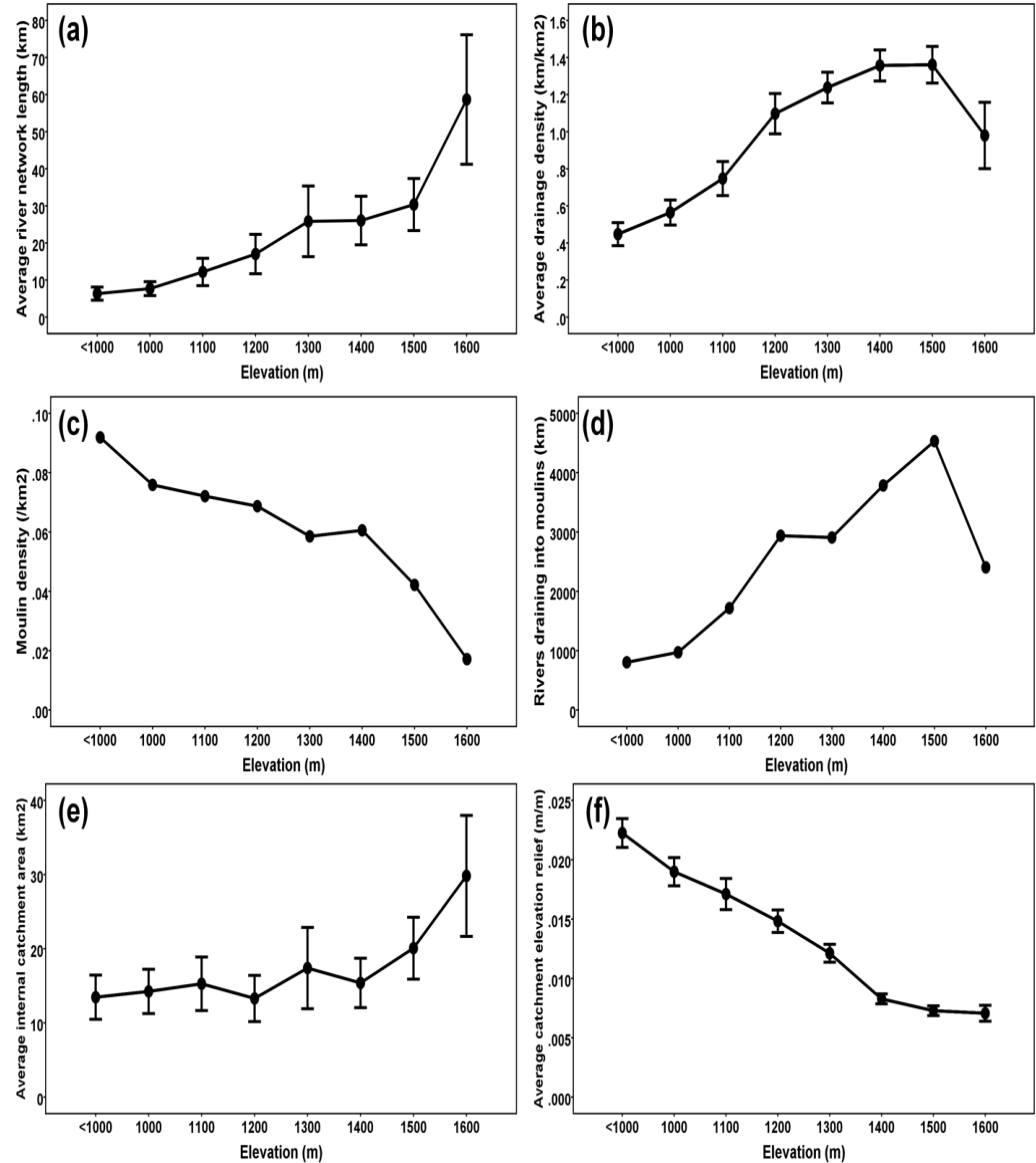 (a)
Average river network length (km)
80
70
60
50
40
30
20
10
0
<1000 1000 1100 1200 1300 1400 1500 1600
Elevation (m)
(b)
Average drainage density (km/km2)
1.6
1.4
1.2
1.0
.8
.6
.4
.2
.0
<1000 1000 1100 1200 1300 1400 1500 1600
Elevation (m)
(c)
Moulin density (/km2)
.10
.08
.06
.04
.02
.00
<1000 1000 1100 1200 1300 1400 1500 1600
Elevation (m)
(d)
Rivers draining into moulins (km)
5000
4000
3000
2000
1000
0
<1000 1000 1100 1200 1300 1400 1500 1600
Elevation (m)
(e)
Average internal catchment area (km2)
40
30
20
10
0
<1000 1000 1100 1200 1300 1400 1500 1600
Elevation (m)
(f)
Average catchment elevation relief (m/m)
.025
.020
.015
.010
.005
.000
<1000 1000 1100 1200 1300 1400 1500 1600
Elevation (m)